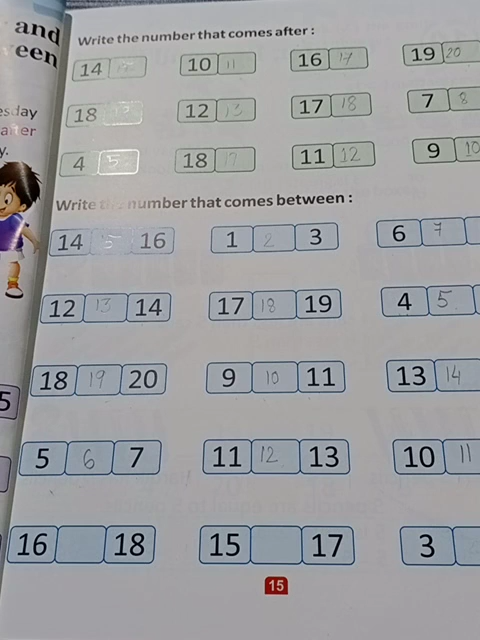 and
een
esday
after
y.
5
Write the number that comes after :
14
10 11
16 17
19 20
18
12 13
17 18
7 8
4 5
18
11 12
9 10
Write the number that comes between :
14 16
1 2 3
6 7
12 13 14
17 18 19
4 5
18 19 20
9 10 11
13 14
5 6 7
11 12 13
10 11
16 18
15 17
3
15